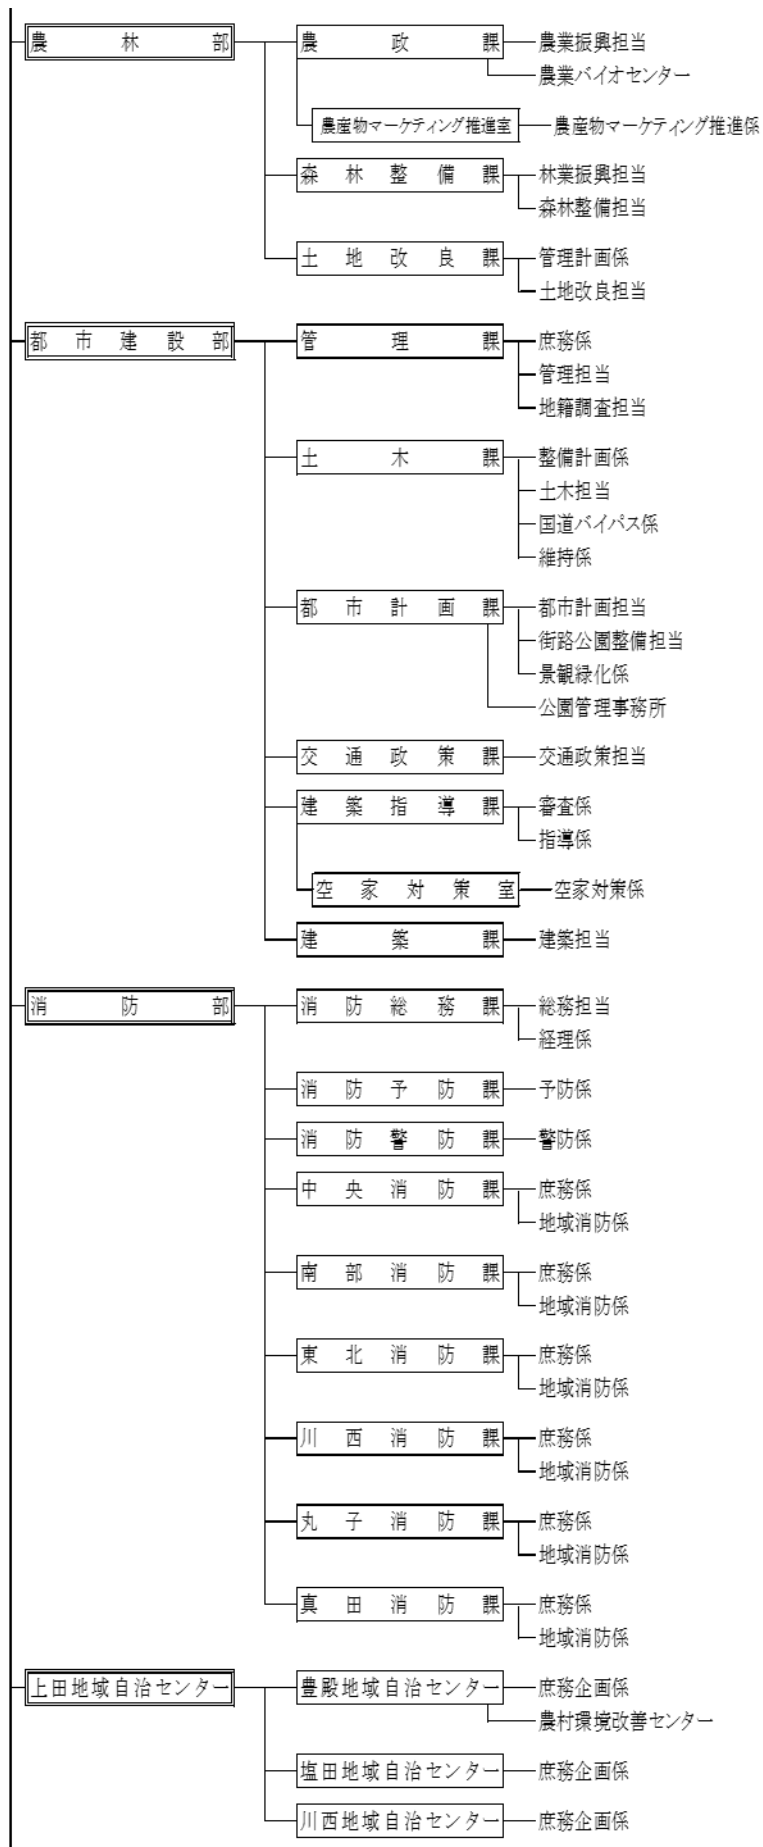 農林部 農政課 農業振興担当
農業バイオセンター
農産物マーケティング推進室 農産物マーケティング推進係
森林整備課 林業振興担当
森林整備担当
土地改良課 管理計画係
土地改良担当
都市建設部 管理課 庶務係
管理担当
地籍調査担当
土木課 整備計画係
土木担当
国道バイパス係
維持係
都市計画課 都市計画担当
街路公園整備担当
景観緑化係
公園管理事務所
交通政策課 交通政策担当
建築指導課 審査係
指導係
空家対策室 空家対策係
建築課 建築担当
消防部 消防総務課 総務担当
経理係
消防予防課 予防係
消防警防課 警防係
中央消防課 庶務係
地域消防係
南部消防課 庶務係
地域消防係
東北消防課 庶務係
地域消防係
川西消防課 庶務係
地域消防係
丸子消防課 庶務係
地域消防係
真田消防課 庶務係
地域消防係
上田地域自治センター 豊殿地域自治センター 庶務企画係
農村環境改善センター
塩田地域自治センター 庶務企画係
川西地域自治センター 庶務企画係